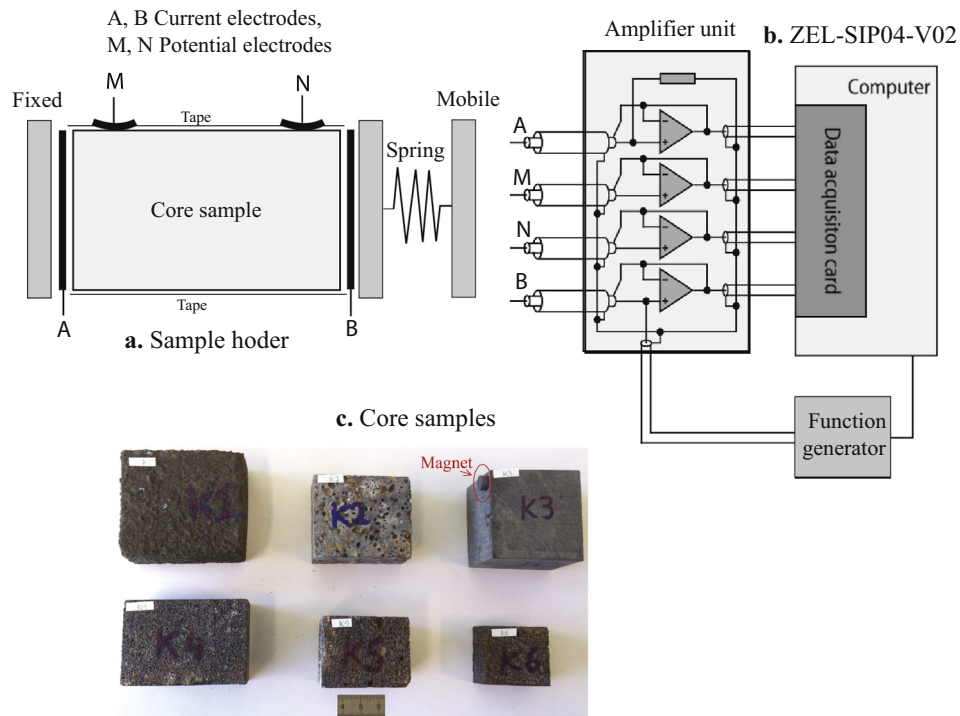 A, B Current electrodes,
M, N Potential electrodes
M
N
Fixed
Tape
Mobile
Spring
Core sample
Tape
A
B
a. Sample hoder
Amplifier unit
b. ZEL-SIP04-V02
Computer
A
M
N
B
Data acquisiton card
Function
generator
c. Core samples
Magnet
K1
K2
K3
K4
K5
K6